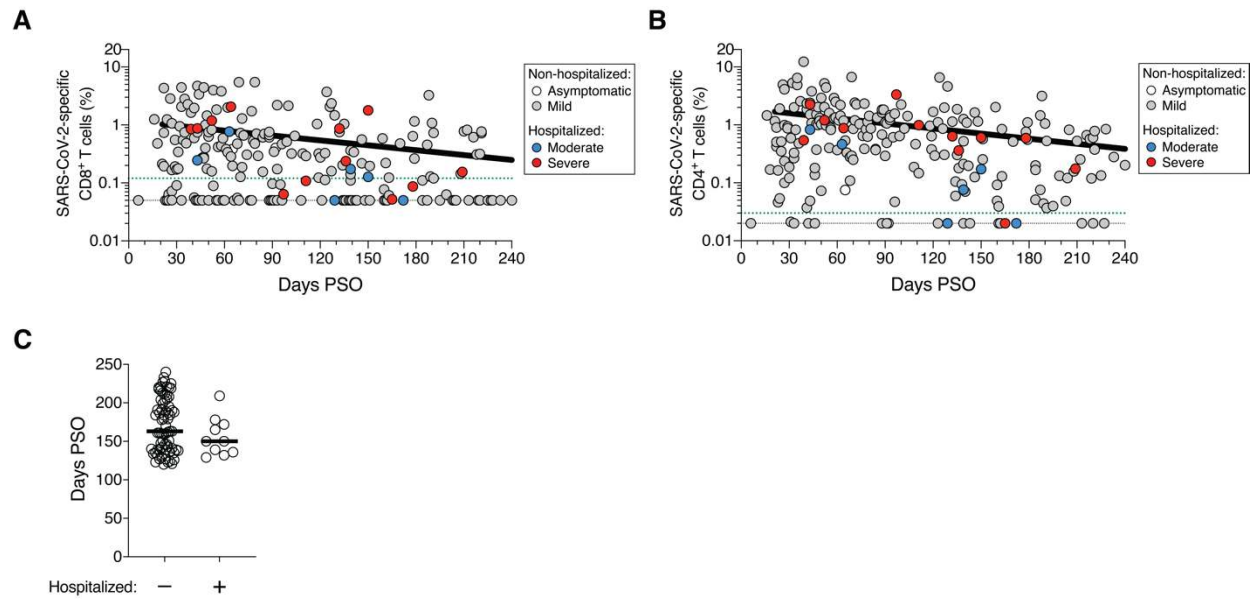 A
SARS-CoV-2-specific
CD8⁺ T cells (%)
20
10
1
0.1
0.01
0 30 60 90 120 150 180 210 240
Days PSO
Non-hospitalized:
Asymptomatic
Mild
Hospitalized:
Moderate
Severe
B
SARS-CoV-2-specific
CD4⁺ T cells (%)
20
10
1
0.1
0.01
0 30 60 90 120 150 180 210 240
Days PSO
Non-hospitalized:
Asymptomatic
Mild
Hospitalized:
Moderate
Severe
C
Days PSO
250
200
150
100
50
0
Hospitalized: − +